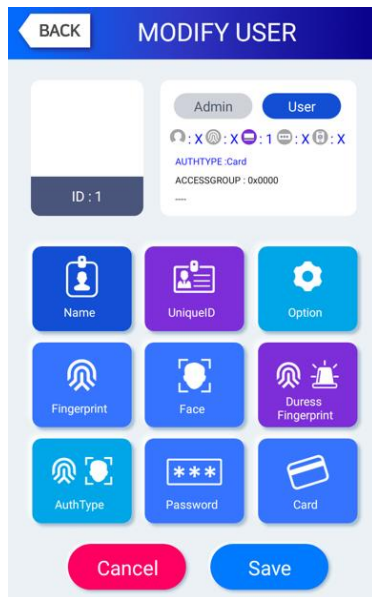 BACK MODIFY USER
Admin User
: X : X : 1 : X : X
AUTHTYPE :Card
ACCESSGROUP : 0x0000
----
ID : 1
Name UniqueID Option
Fingerprint Face Duress
Fingerprint
AuthType Password Card
***
Cancel Save